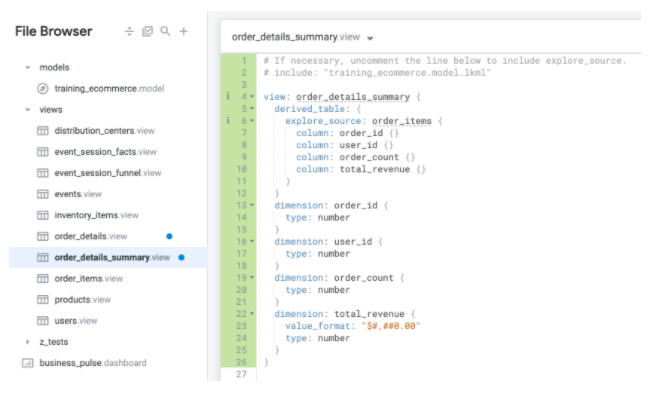 File Browser
models
training_ecommerce.model
views
distribution_centers.view
event_session_facts.view
event_session_funnel.view
events.view
inventory_items.view
order_details.view
order_details_summary.view
order_items.view
products.view
users.view
z_tests
business_pulse.dashboard
order_details_summary.view
1 # If necessary, uncomment the line below to include explore_source.
2 # include: "training_ecommerce.model.lkml"
3
i 4 view: order_details_summary {
5 derived_table: {
i 6 explore_source: order_items {
7 column: order_id {}
8 column: user_id {}
9 column: order_count {}
10 column: total_revenue {}
11 }
12 }
13 dimension: order_id {
14 type: number
15 }
16 dimension: user_id {
17 type: number
18 }
19 dimension: order_count {
20 type: number
21 }
22 dimension: total_revenue {
23 value_format: "$#,##0.00"
24 type: number
25 }
26 }
27